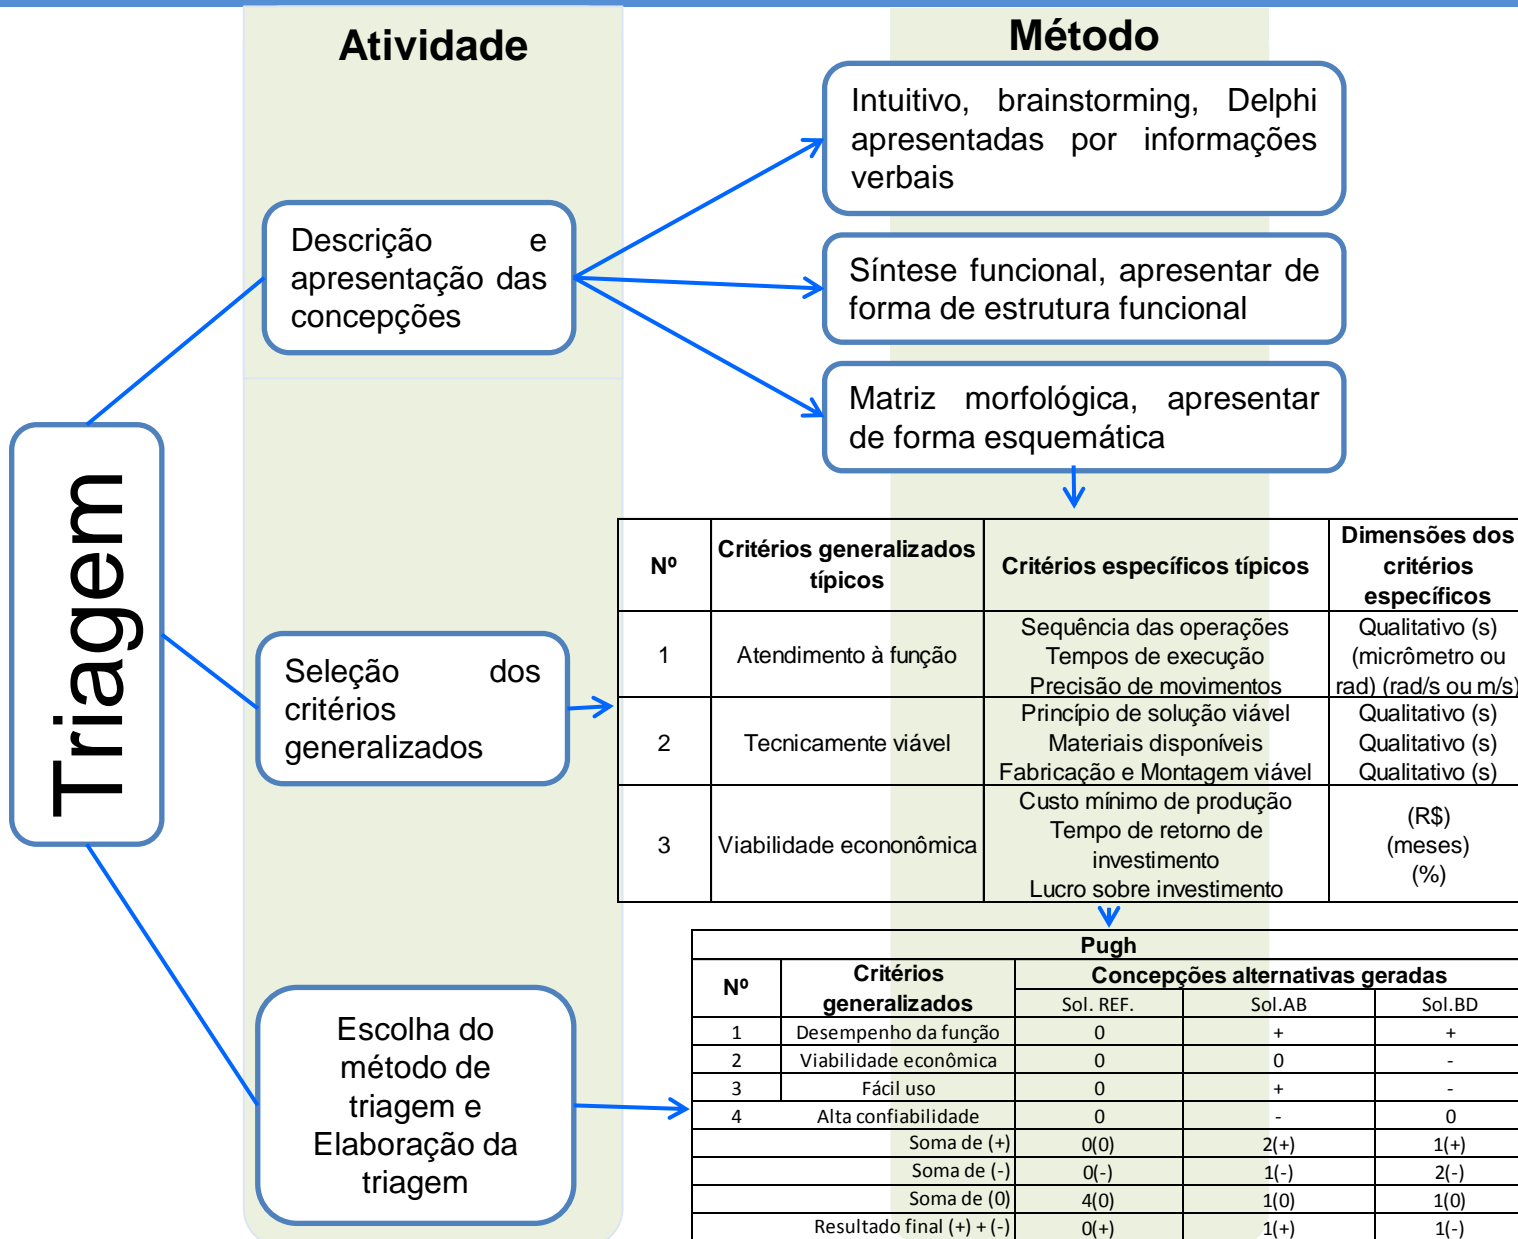 Atividade
Método
Intuitivo, brainstorming, Delphi
apresentadas por informações
verbais
Descrição e
apresentação das
concepções
Síntese funcional, apresentar de
forma de estrutura funcional
Matriz morfológica, apresentar
de forma esquemática
Triagem
Seleção dos
critérios
generalizados
Nº
Critérios generalizados
típicos
Critérios específicos típicos
Dimensões dos
critérios
específicos
1
Atendimento à função
Sequência das operações
Tempos de execução
Precisão de movimentos
Qualitativo (s)
(micrômetro ou
rad) (rad/s ou m/s)
2
Tecnicamente viável
Princípio de solução viável
Materiais disponíveis
Fabricação e Montagem viável
Qualitativo (s)
Qualitativo (s)
Qualitativo (s)
3
Viabilidade econonômica
Custo mínimo de produção
Tempo de retorno de
investimento
Lucro sobre investimento
(R$)
(meses)
(%)
Escolha do
método de
triagem e
Elaboração da
triagem
Pugh
Nº
Critérios
generalizados
Concepções alternativas geradas
Sol. REF. Sol.AB Sol.BD
1 Desempenho da função 0 + +
2 Viabilidade econômica 0 0 -
3 Fácil uso 0 + -
4 Alta confiabilidade 0 - 0
Soma de (+) 0(0) 2(+) 1(+)
Soma de (-) 0(-) 1(-) 2(-)
Soma de (0) 4(0) 1(0) 1(0)
Resultado final (+) + (-) 0(+) 1(+) 1(-)